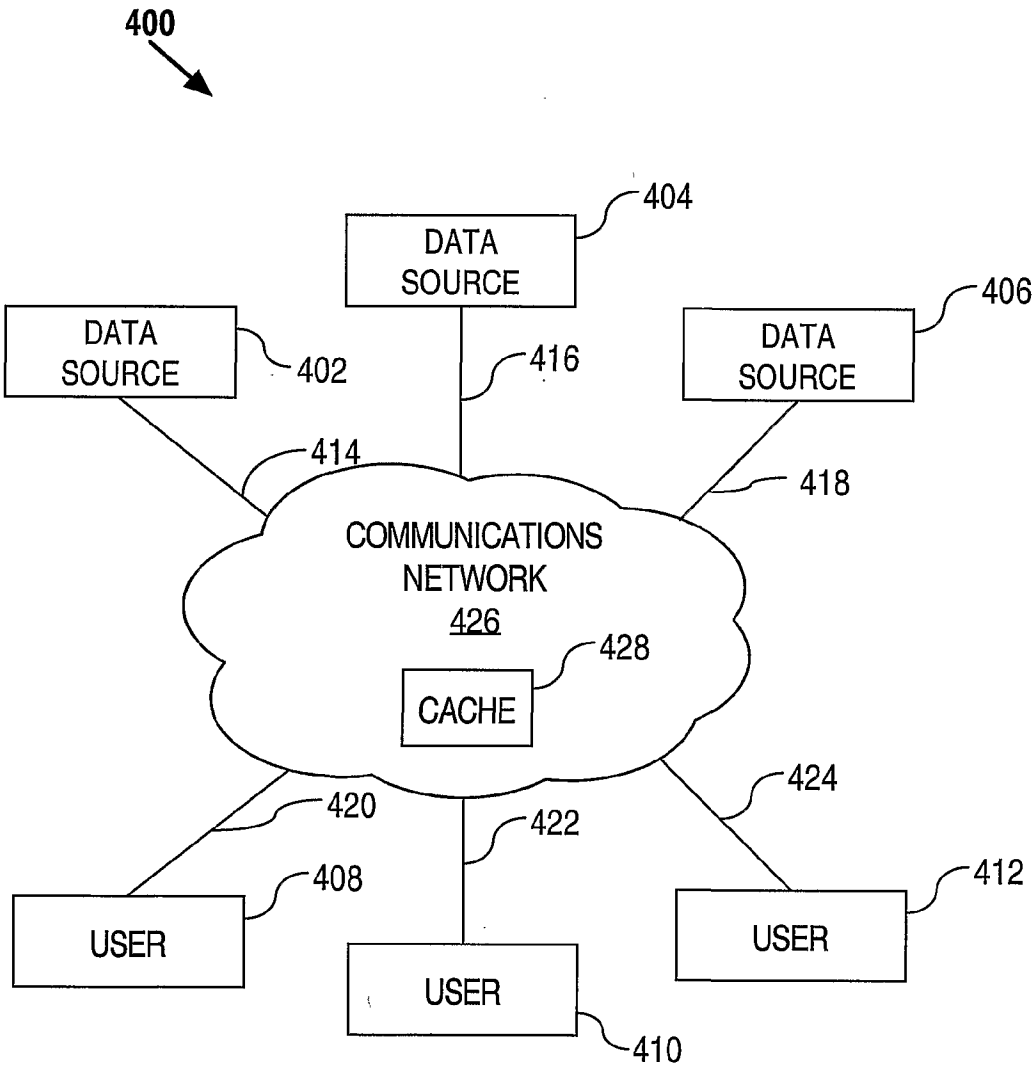 400
404
DATA
SOURCE
406
DATA
SOURCE
402
DATA
SOURCE
416
414
418
COMMUNICATIONS
NETWORK
426
428
CACHE
424
420
422
408
412
USER
USER
USER
410